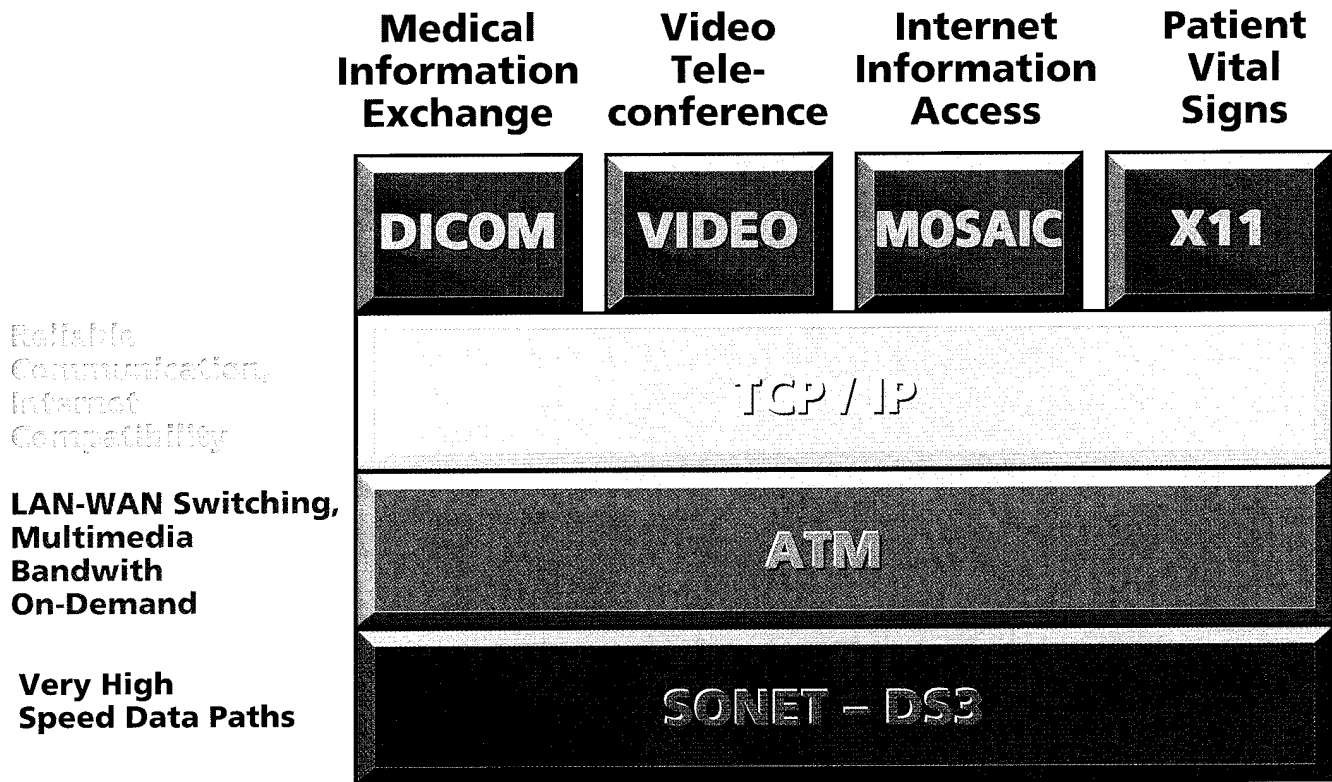 Medical
Information
Exchange
Video
Tele-
conference
Internet
Information
Access
Patient
Vital
Signs
DICOM
VIDEO
MOSAIC
X11
Reliable
Communication,
Internet
Compatibility
TCP / IP
LAN-WAN Switching,
Multimedia
Bandwith
On-Demand
ATM
Very High
Speed Data Paths
SONET – DS3